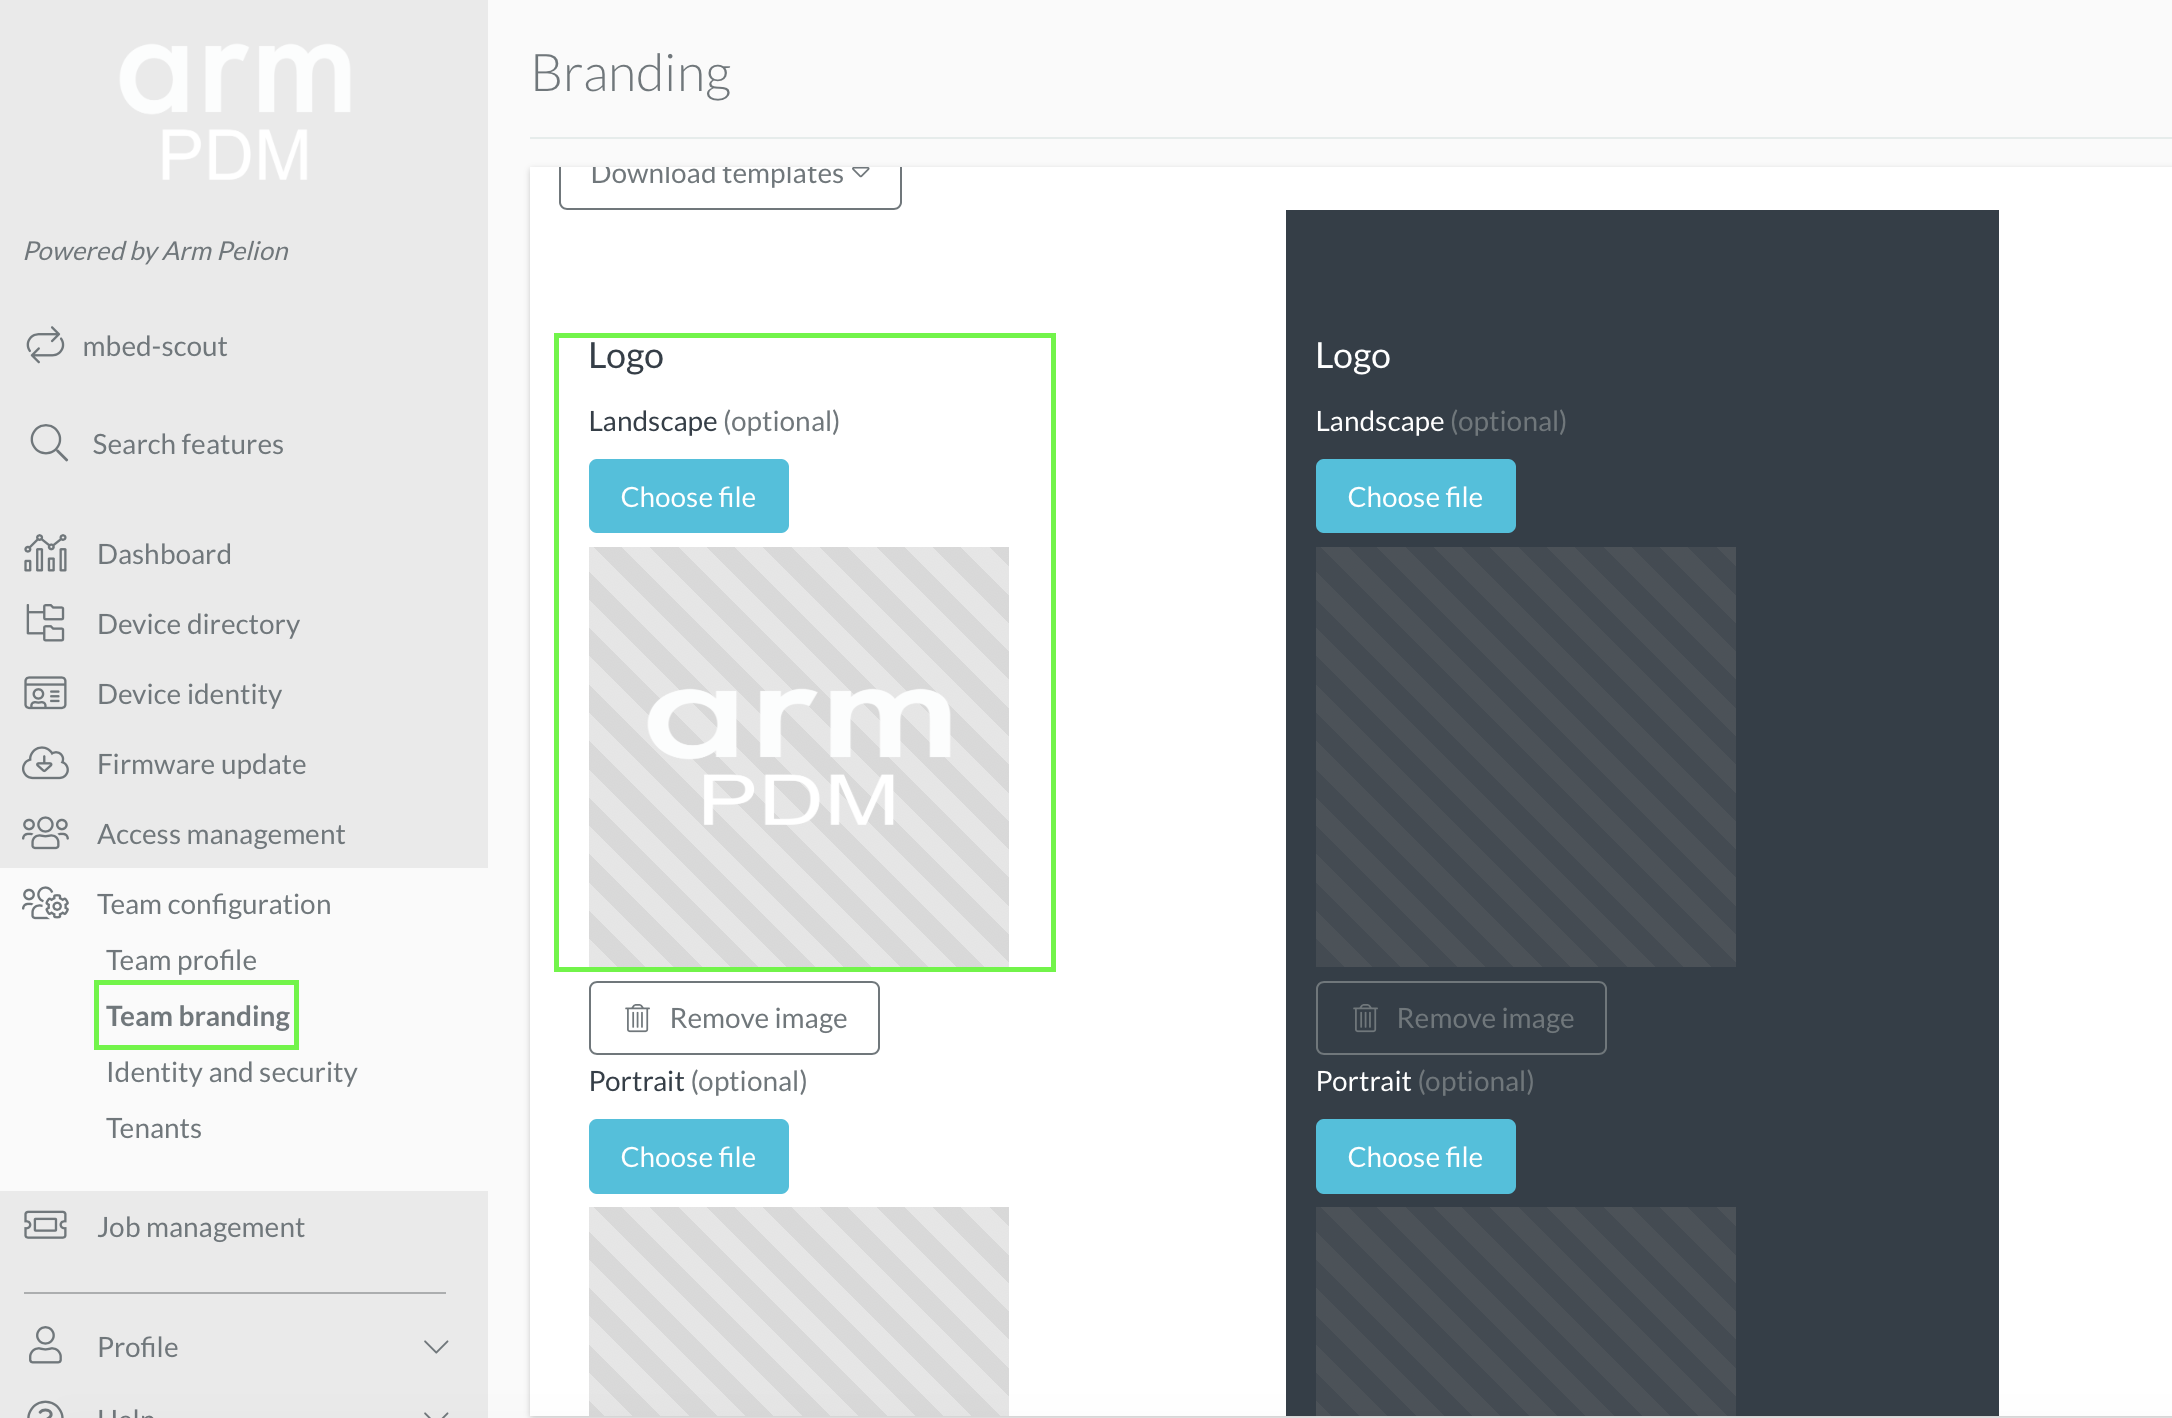 arm
PDM
Powered by Arm Pelion
mbed-scout
Search features
Dashboard
Device directory
Device identity
Firmware update
Access management
Team configuration
Team profile
Team branding
Identity and security
Tenants
Job management
Profile
Help
Branding
Download templates
Logo
Landscape (optional)
Choose file
arm
PDM
Remove image
Portrait (optional)
Choose file
Logo
Landscape (optional)
Choose file
Remove image
Portrait (optional)
Choose file